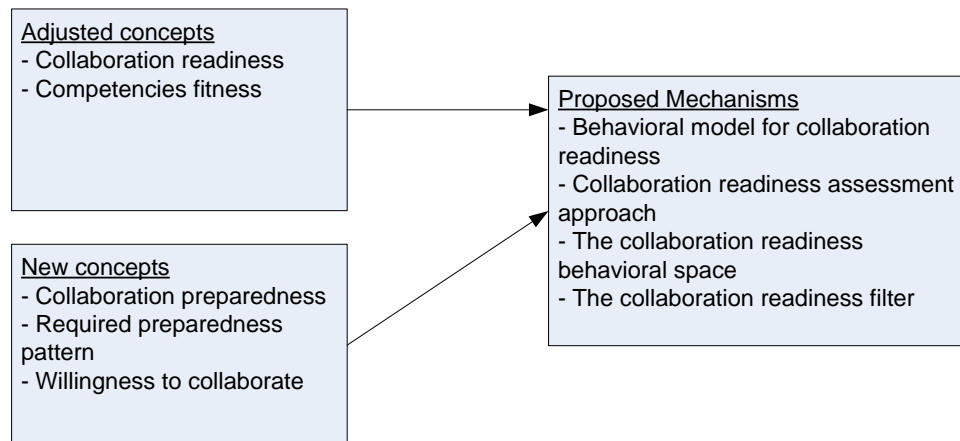 Adjusted concepts
- Collaboration readiness
- Competencies fitness
New concepts
- Collaboration preparedness
- Required preparedness
pattern
- Willingness to collaborate
Proposed Mechanisms
- Behavioral model for collaboration
readiness
- Collaboration readiness assessment
approach
- The collaboration readiness
behavioral space
- The collaboration readiness filter